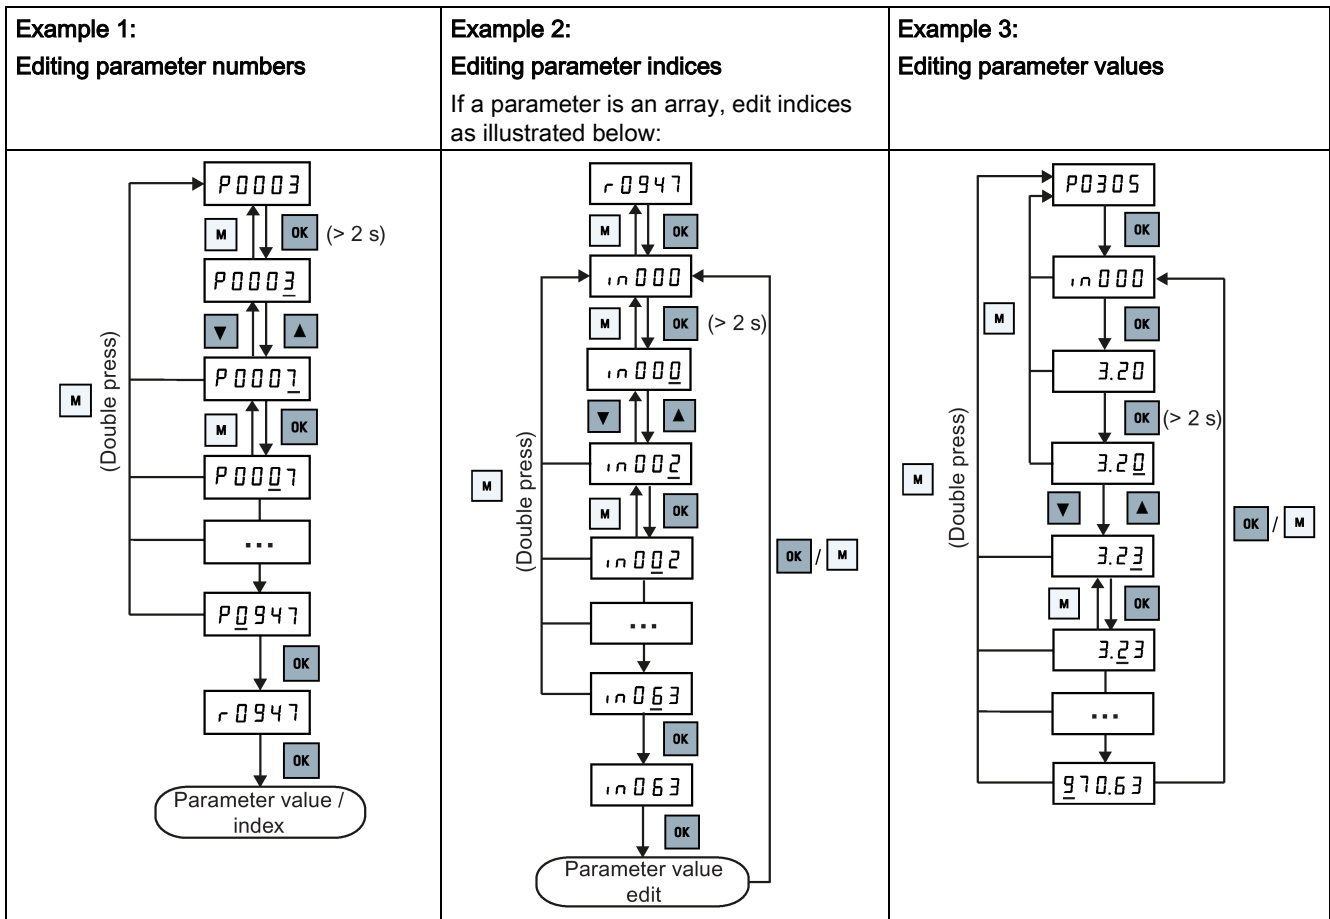 Example 1:
Editing parameter numbers
P0003
M
OK
(> 2 s)
P0003
▼
▲
P0007
M
OK
P0007
...
P0947
OK
r0947
OK
Parameter value /
index
M
(Double press)
Example 2:
Editing parameter indices
If a parameter is an array, edit indices
as illustrated below:
r0947
M
OK
in000
M
OK
(> 2 s)
in000
▼
▲
in002
M
OK
in002
...
in063
OK
in063
OK
Parameter value
edit
M
(Double press)
OK / M
Example 3:
Editing parameter values
P0305
OK
in000
M
OK
3.20
OK
(> 2 s)
3.20
▼
▲
3.23
M
OK
3.23
...
970.63
M
(Double press)
OK / M